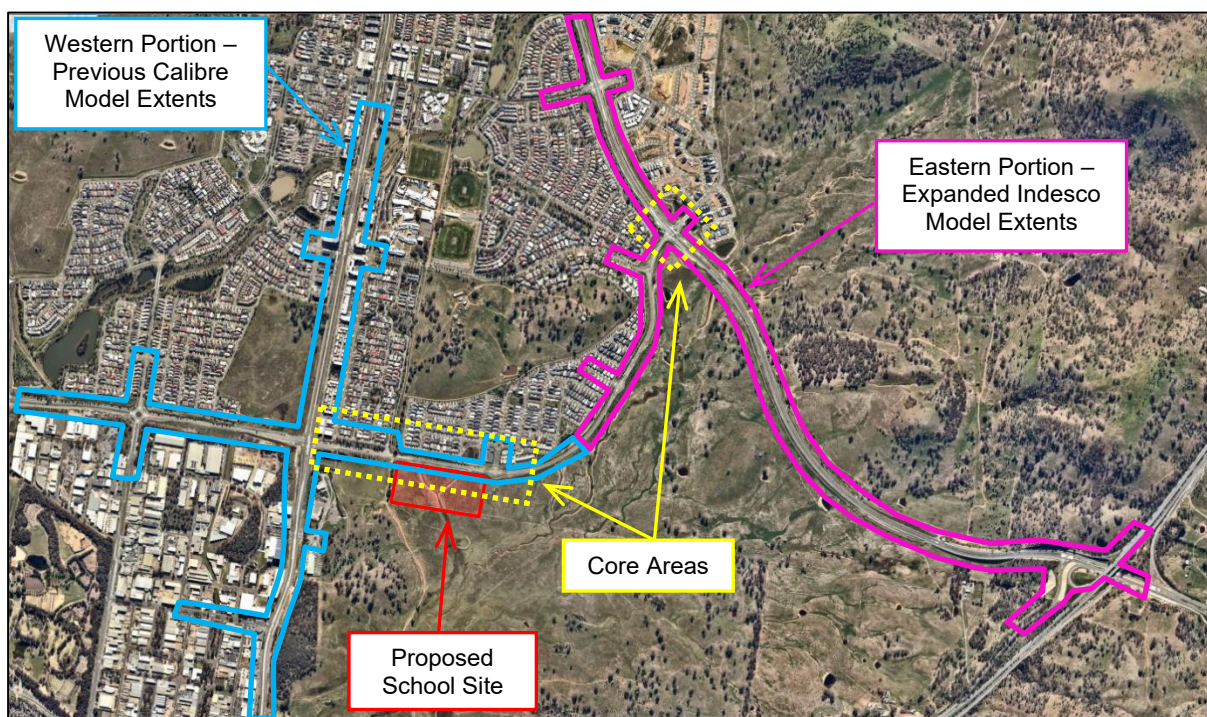 Western Portion –
Previous Calibre
Model Extents
Eastern Portion –
Expanded Indesco
Model Extents
Core Areas
Proposed
School Site